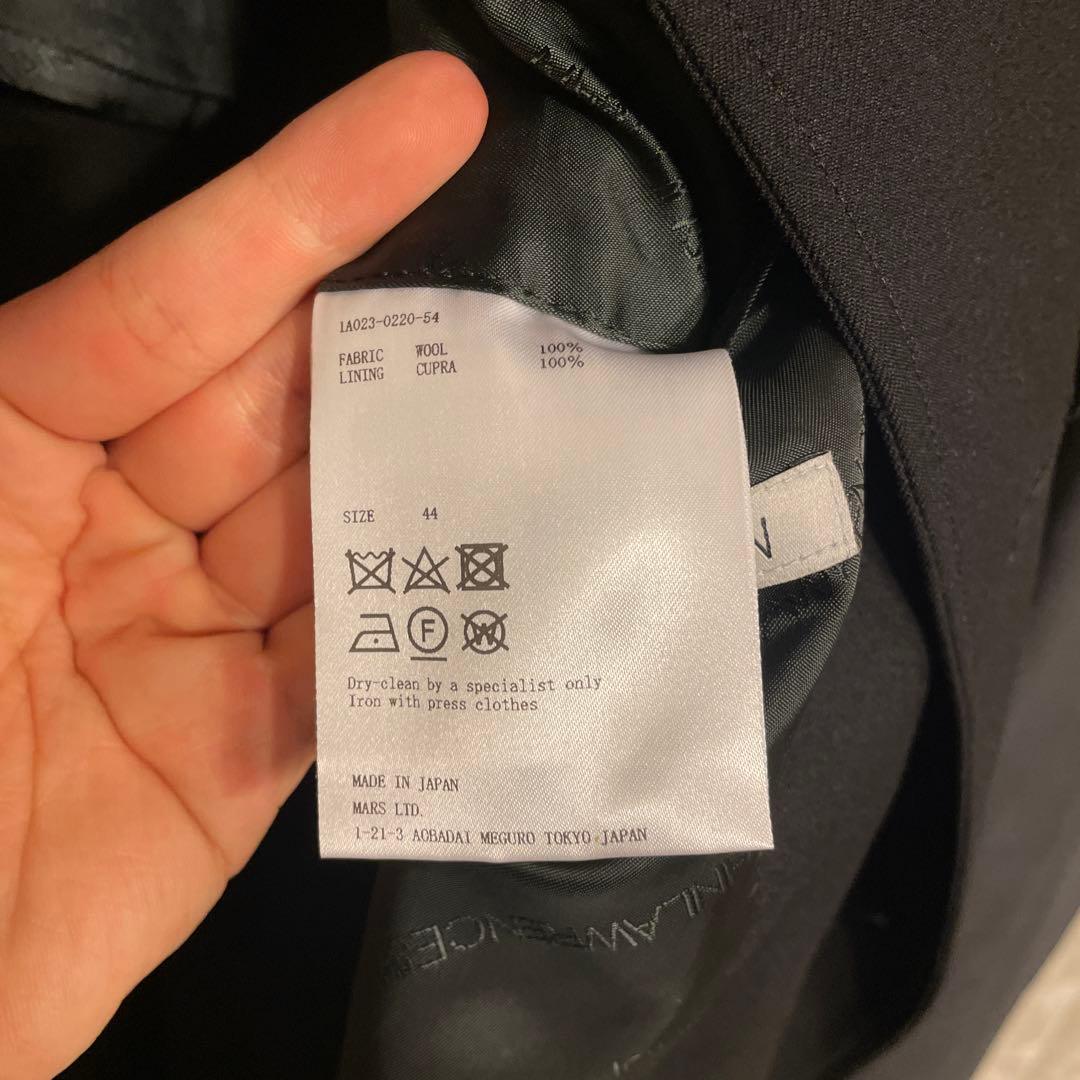 1A023-0220-54
FABRIC WOOL 100%
LINING CUPRA 100%
SIZE 44
F
W
Dry-clean by a specialist only
Iron with press clothes
MADE IN JAPAN
MARS LTD.
1-21-3 AOBADAI MEGURO TOKYO JAPAN